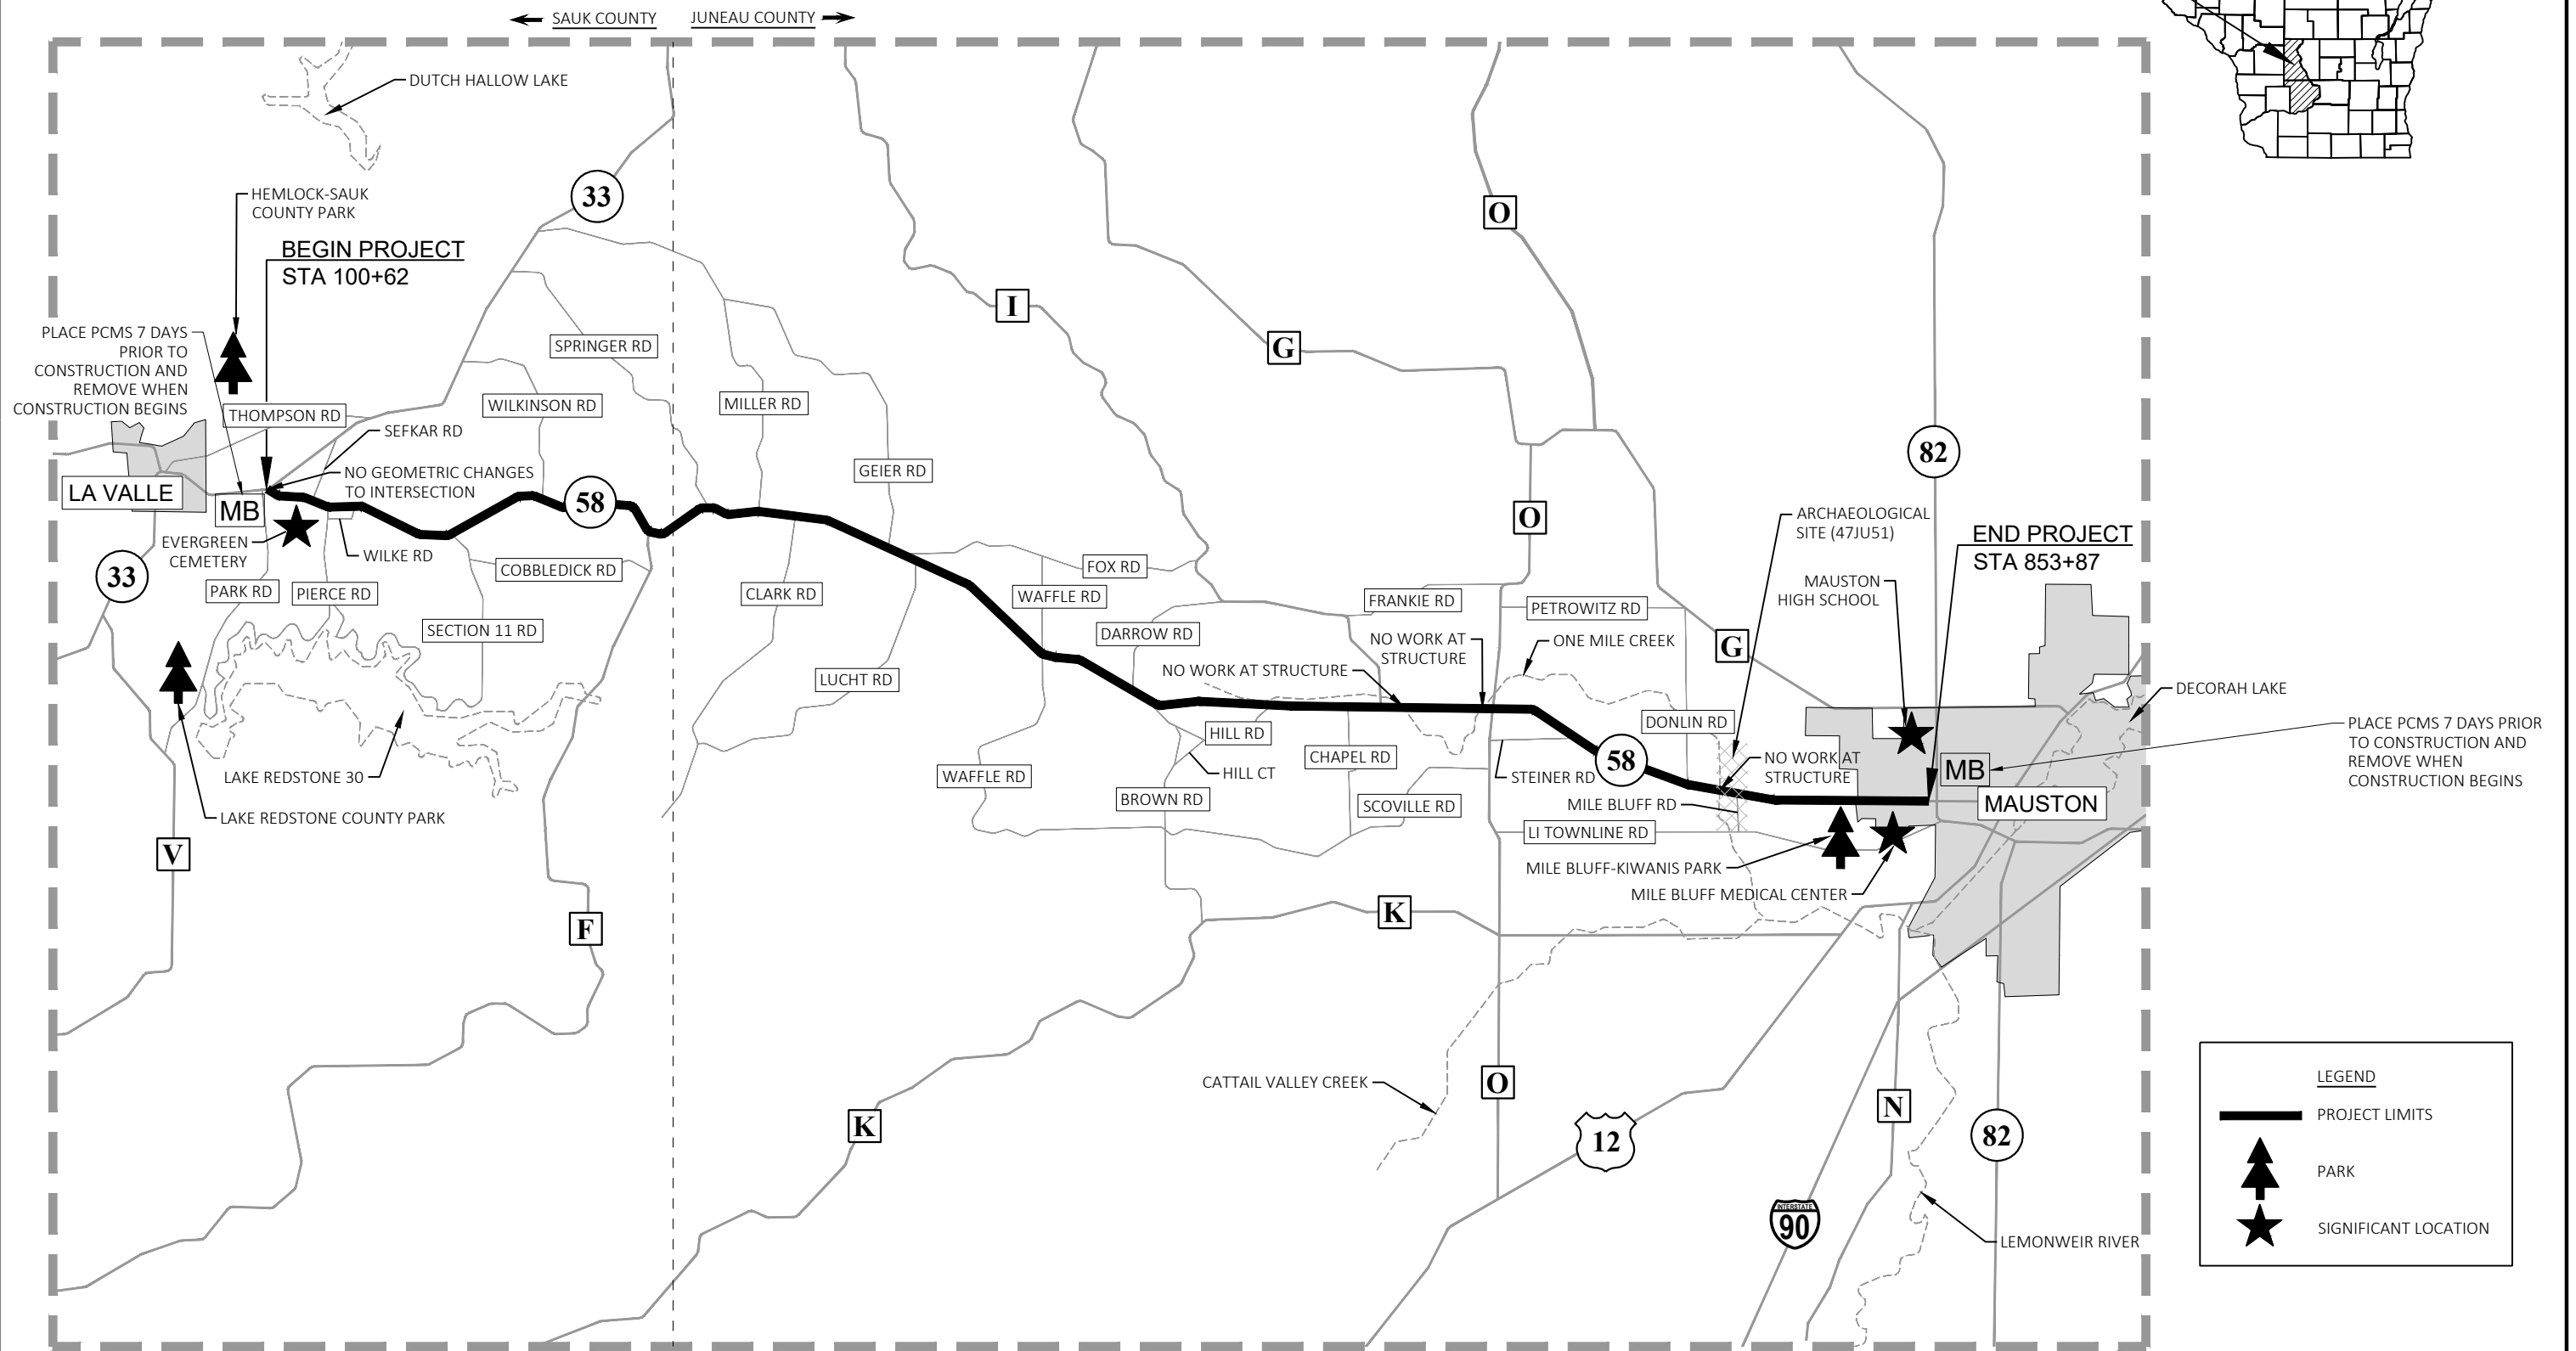 SAUK COUNTY
JUNEAU COUNTY
DUTCH HALLOW LAKE
HEMLOCK-SAUK
COUNTY PARK
33
O
BEGIN PROJECT
STA 100+62
I
PLACE PCMS 7 DAYS
PRIOR TO
CONSTRUCTION AND
REMOVE WHEN
CONSTRUCTION BEGINS
SPRINGER RD
G
THOMPSON RD
WILKINSON RD
MILLER RD
SEFKAR RD
82
NO GEOMETRIC CHANGES
TO INTERSECTION
GEIER RD
LA VALLE
MB
58
O
ARCHAEOLOGICAL
SITE (47JU51)
END PROJECT
STA 853+87
EVERGREEN
CEMETERY
WILKE RD
COBBLEDICK RD
FOX RD
33
PARK RD
PIERCE RD
CLARK RD
WAFFLE RD
FRANKIE RD
PETROWITZ RD
MAUSTON
HIGH SCHOOL
SECTION 11 RD
DARROW RD
NO WORK AT
STRUCTURE
ONE MILE CREEK
G
NO WORK AT STRUCTURE
LUCHT RD
DECORAH LAKE
DONLIN RD
HILL RD
PLACE PCMS 7 DAYS PRIOR
TO CONSTRUCTION AND
REMOVE WHEN
CONSTRUCTION BEGINS
LAKE REDSTONE 30
WAFFLE RD
HILL CT
CHAPEL RD
STEINER RD
58
NO WORK AT
STRUCTURE
MB
BROWN RD
SCOVILLE RD
MILE BLUFF RD
MAUSTON
LAKE REDSTONE COUNTY PARK
LI TOWNLINE RD
V
MILE BLUFF-KIWANIS PARK
MILE BLUFF MEDICAL CENTER
F
K
CATTAIL VALLEY CREEK
O
LEGEND
N
PROJECT LIMITS
K
12
82
PARK
INTERSTATE
90
SIGNIFICANT LOCATION
LEMONWEIR RIVER